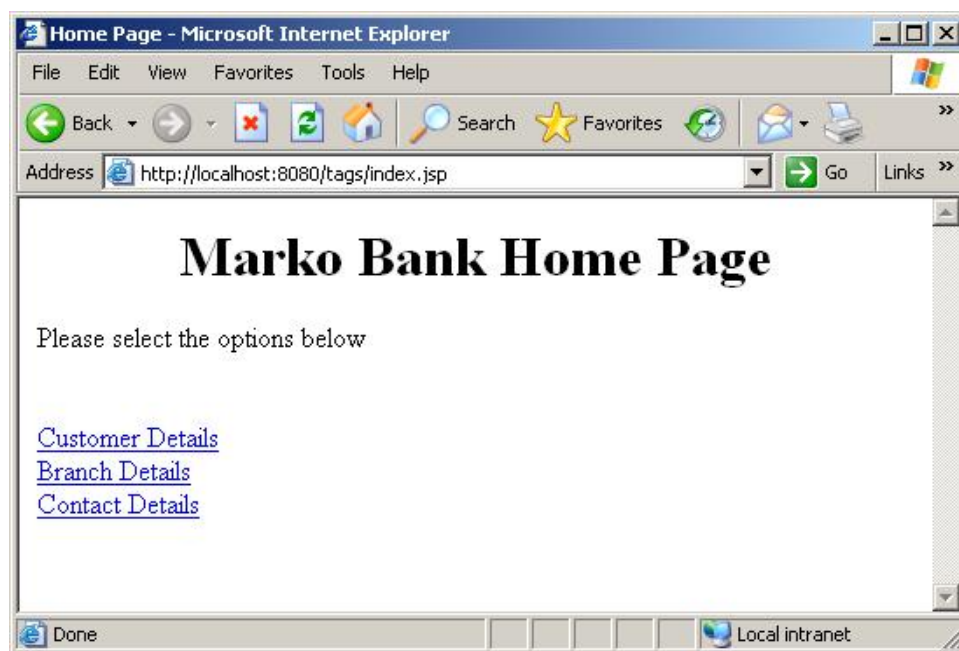 Home Page - Microsoft Internet Explorer
File Edit View Favorites Tools Help
Back Search Favorites »
Address http://localhost:8080/tags/index.jsp Go Links »
Marko Bank Home Page
Please select the options below
Customer Details
Branch Details
Contact Details
Done Local intranet